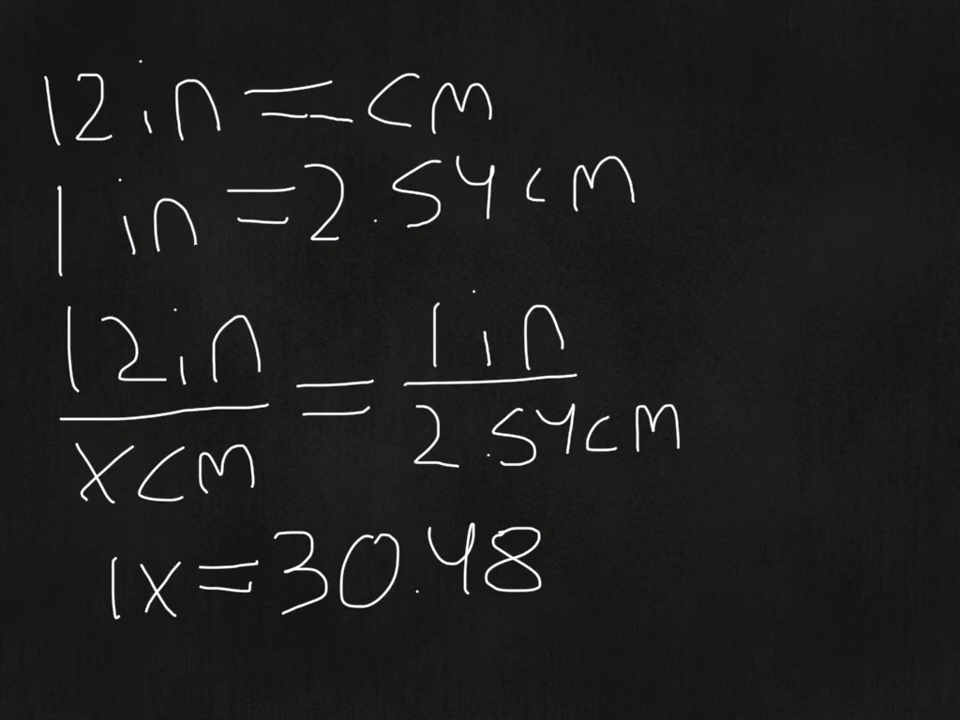 12 in = cm
1 in = 2.54 cm
12 in / x cm = 1 in / 2.54 cm
1x = 30.48